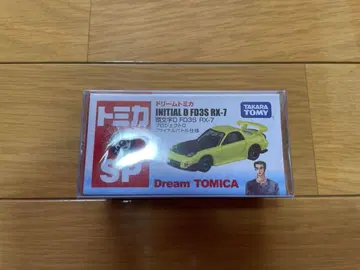 トミカ
SP
ドリームトミカ
INITIAL D FD3S RX-7
頭文字D FD3S RX-7
プロジェクトD
ファイナルバトル仕様
TAKARA
TOMY
Dream TOMICA